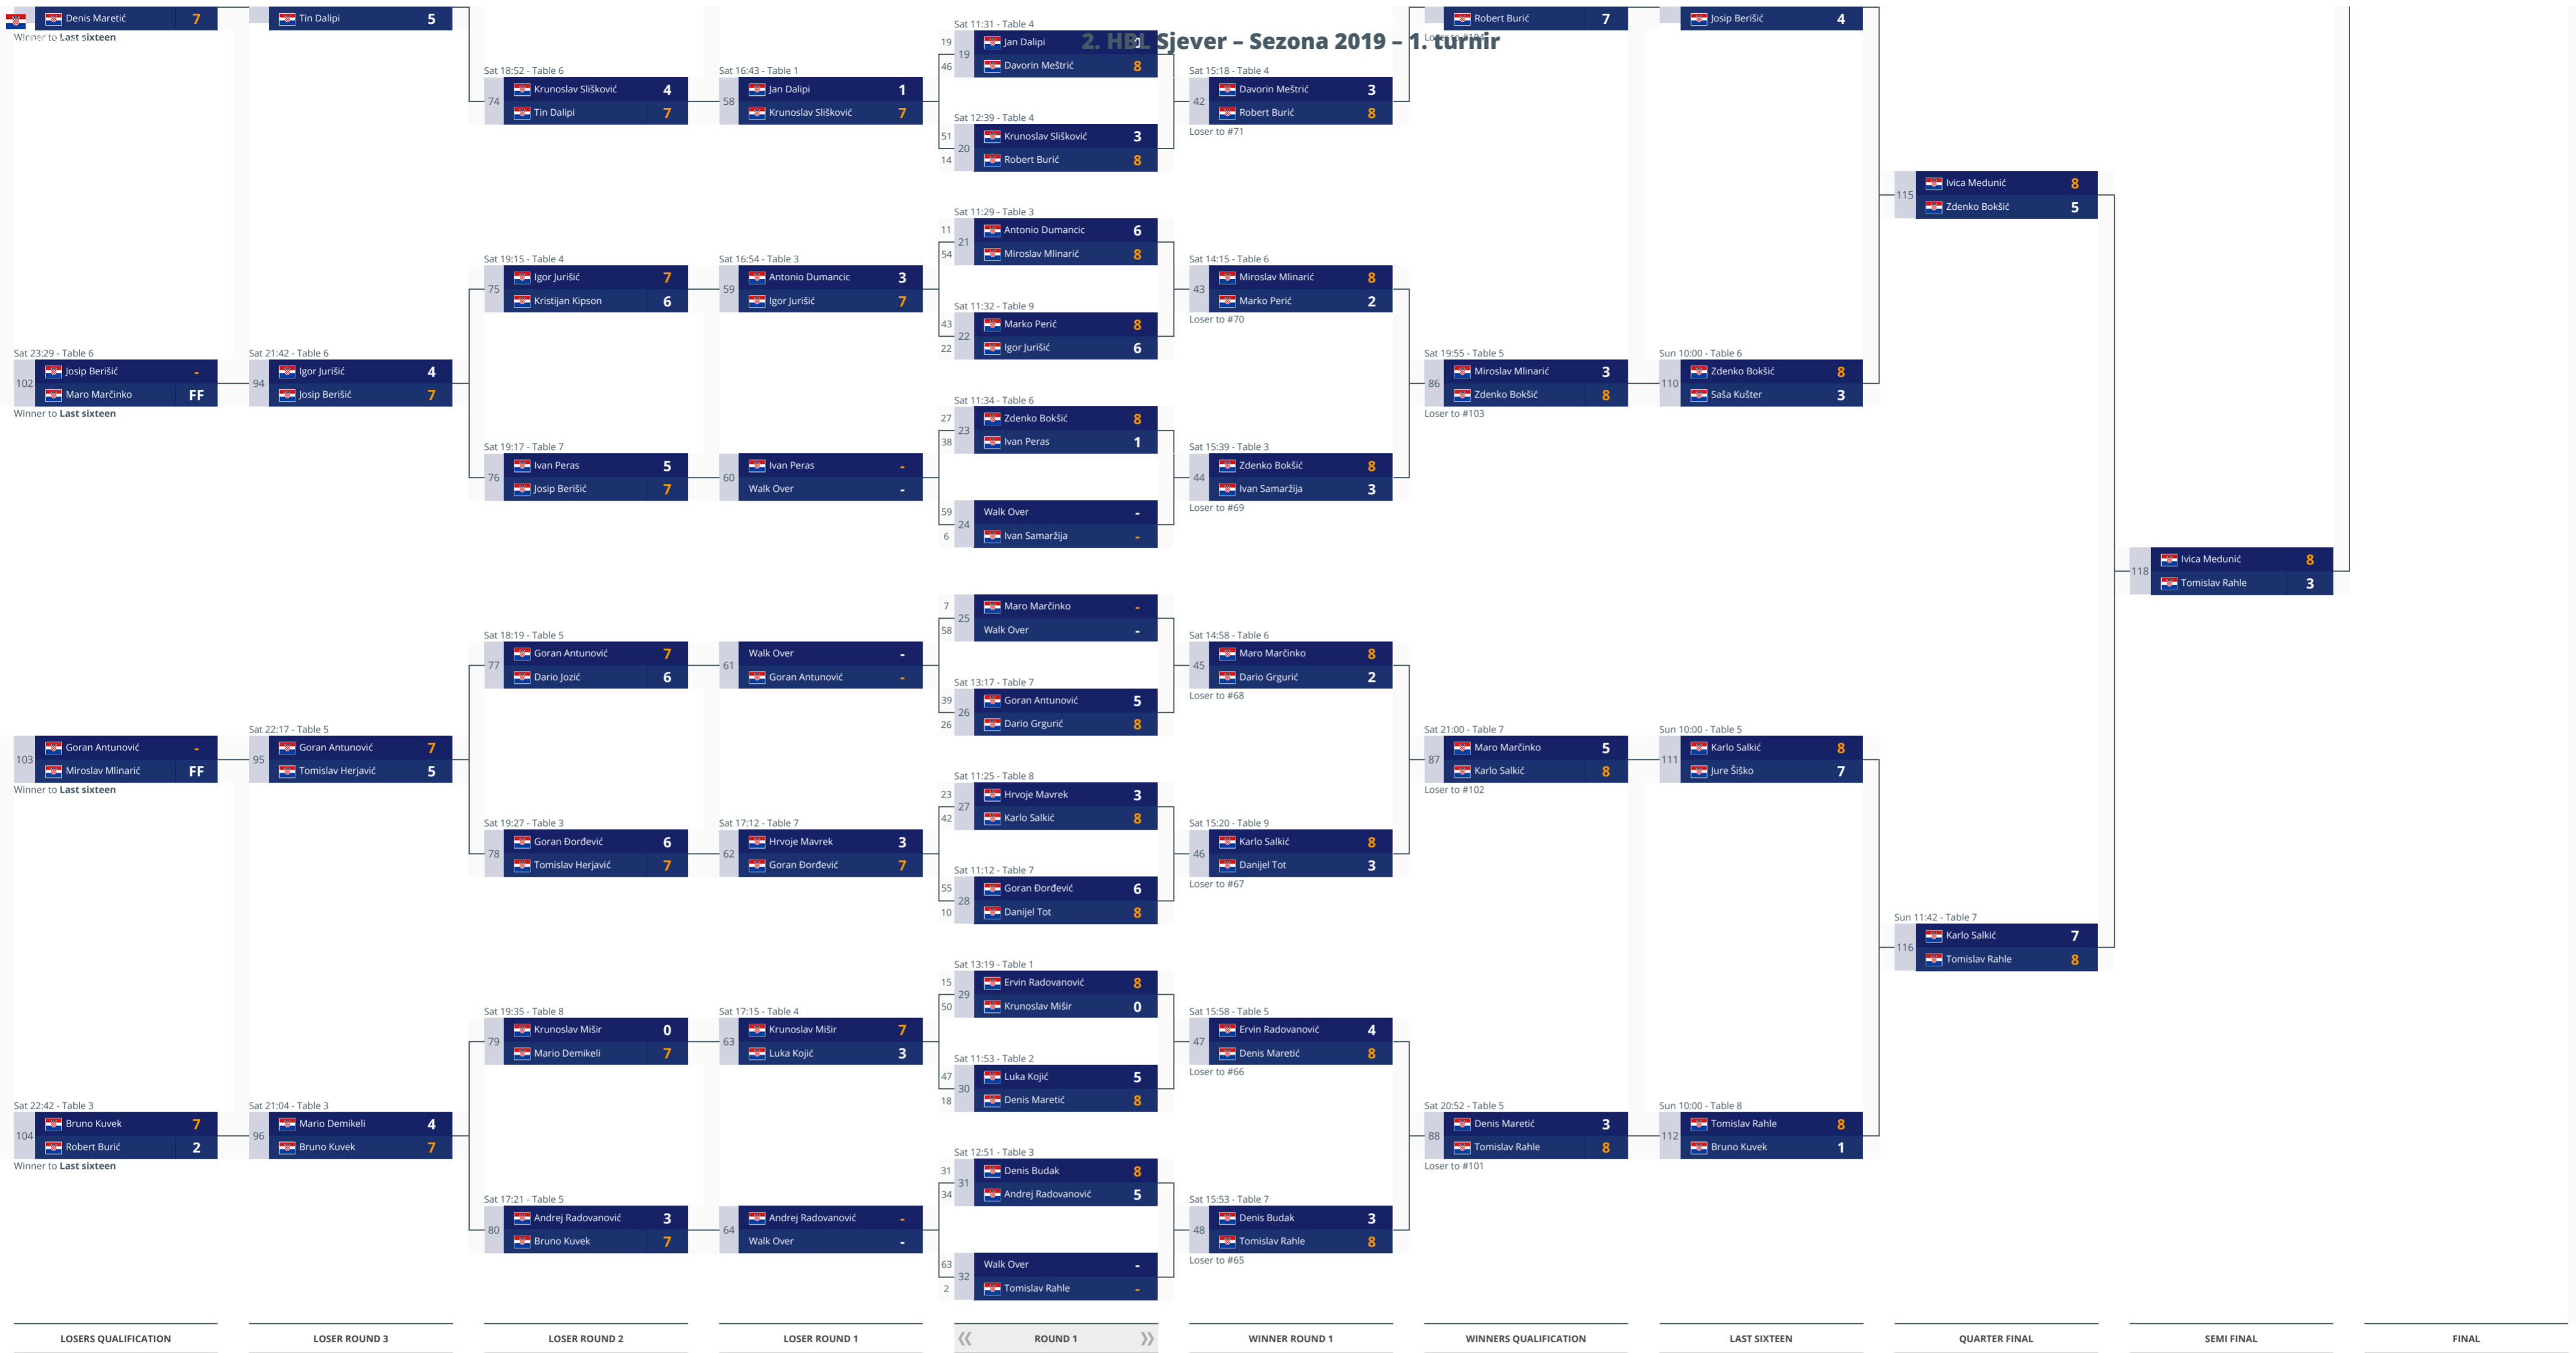 2. HBL Sjever – Sezona 2019 – 1. turnir
Denis Maretić 7
Winner to Last sixteen
Sat 23:29 - Table 6
102
Josip Berišić -
Maro Marčinko FF
Winner to Last sixteen
103
Goran Antunović -
Miroslav Mlinarić FF
Winner to Last sixteen
Sat 22:42 - Table 3
104
Bruno Kuvek 7
Robert Burić 2
Winner to Last sixteen
LOSERS QUALIFICATION
Tin Dalipi 5
Sat 21:42 - Table 6
94
Igor Jurišić 4
Josip Berišić 7
Sat 22:17 - Table 5
95
Goran Antunović 7
Tomislav Herjavić 5
Sat 21:04 - Table 3
96
Mario Demikeli 4
Bruno Kuvek 7
LOSER ROUND 3
Sat 18:52 - Table 6
74
Krunoslav Slišković 4
Tin Dalipi 7
Sat 19:15 - Table 4
75
Igor Jurišić 7
Kristijan Kipson 6
Sat 19:17 - Table 7
76
Ivan Peras 5
Josip Berišić 7
Sat 18:19 - Table 5
77
Goran Antunović 7
Dario Jozić 6
Sat 19:27 - Table 3
78
Goran Đorđević 6
Tomislav Herjavić 7
Sat 19:35 - Table 8
79
Krunoslav Mišir 0
Mario Demikeli 7
Sat 17:21 - Table 5
80
Andrej Radovanović 3
Bruno Kuvek 7
LOSER ROUND 2
Sat 16:43 - Table 1
58
Jan Dalipi 1
Krunoslav Slišković 7
Sat 16:54 - Table 3
59
Antonio Dumancic 3
Igor Jurišić 7
60
Ivan Peras -
Walk Over -
61
Walk Over -
Goran Antunović -
Sat 17:12 - Table 7
62
Hrvoje Mavrek 3
Goran Đorđević 7
Sat 17:15 - Table 4
63
Krunoslav Mišir 7
Luka Kojić 3
64
Andrej Radovanović -
Walk Over -
LOSER ROUND 1
Sat 11:31 - Table 4
19
19 Jan Dalipi 0
46 Davorin Meštrić 8
Sat 12:39 - Table 4
20
51 Krunoslav Slišković 3
14 Robert Burić 8
Sat 11:29 - Table 3
21
11 Antonio Dumancic 6
54 Miroslav Mlinarić 8
Sat 11:32 - Table 9
22
43 Marko Perić 8
22 Igor Jurišić 6
Sat 11:34 - Table 6
23
27 Zdenko Bokšić 8
38 Ivan Peras 1
24
59 Walk Over -
6 Ivan Samaržija -
25
7 Maro Marčinko -
58 Walk Over -
Sat 13:17 - Table 7
26
39 Goran Antunović 5
26 Dario Grgurić 8
Sat 11:25 - Table 8
27
23 Hrvoje Mavrek 3
42 Karlo Salkić 8
Sat 11:12 - Table 7
28
55 Goran Đorđević 6
10 Danijel Tot 8
Sat 13:19 - Table 1
29
15 Ervin Radovanović 8
50 Krunoslav Mišir 0
Sat 11:53 - Table 2
30
47 Luka Kojić 5
18 Denis Maretić 8
Sat 12:51 - Table 3
31
31 Denis Budak 8
34 Andrej Radovanović 5
32
63 Walk Over -
2 Tomislav Rahle -
« ROUND 1 »
Sat 15:18 - Table 4
42
Davorin Meštrić 3
Robert Burić 8
Loser to #71
Sat 14:15 - Table 6
43
Miroslav Mlinarić 8
Marko Perić 2
Loser to #70
Sat 15:39 - Table 3
44
Zdenko Bokšić 8
Ivan Samaržija 3
Loser to #69
Sat 14:58 - Table 6
45
Maro Marčinko 8
Dario Grgurić 2
Loser to #68
Sat 15:20 - Table 9
46
Karlo Salkić 8
Danijel Tot 3
Loser to #67
Sat 15:58 - Table 5
47
Ervin Radovanović 4
Denis Maretić 8
Loser to #66
Sat 15:53 - Table 7
48
Denis Budak 3
Tomislav Rahle 8
Loser to #65
WINNER ROUND 1
Robert Burić 7
Loser to #104
Sat 19:55 - Table 5
86
Miroslav Mlinarić 3
Zdenko Bokšić 8
Loser to #103
Sat 21:00 - Table 7
87
Maro Marčinko 5
Karlo Salkić 8
Loser to #102
Sat 20:52 - Table 5
88
Denis Maretić 3
Tomislav Rahle 8
Loser to #101
WINNERS QUALIFICATION
Josip Berišić 4
Sun 10:00 - Table 6
110
Zdenko Bokšić 8
Saša Kušter 3
Sun 10:00 - Table 5
111
Karlo Salkić 8
Jure Šiško 7
Sun 10:00 - Table 8
112
Tomislav Rahle 8
Bruno Kuvek 1
LAST SIXTEEN
115
Ivica Medunić 8
Zdenko Bokšić 5
Sun 11:42 - Table 7
116
Karlo Salkić 7
Tomislav Rahle 8
QUARTER FINAL
118
Ivica Medunić 8
Tomislav Rahle 3
SEMI FINAL
FINAL